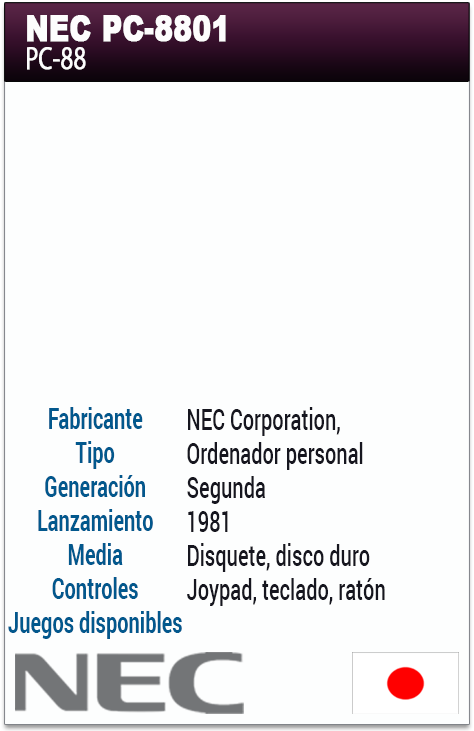 NEC PC-8801
PC-88
Fabricante NEC Corporation,
Tipo Ordenador personal
Generación Segunda
Lanzamiento 1981
Media Disquete, disco duro
Controles Joypad, teclado, ratón
Juegos disponibles
NEC